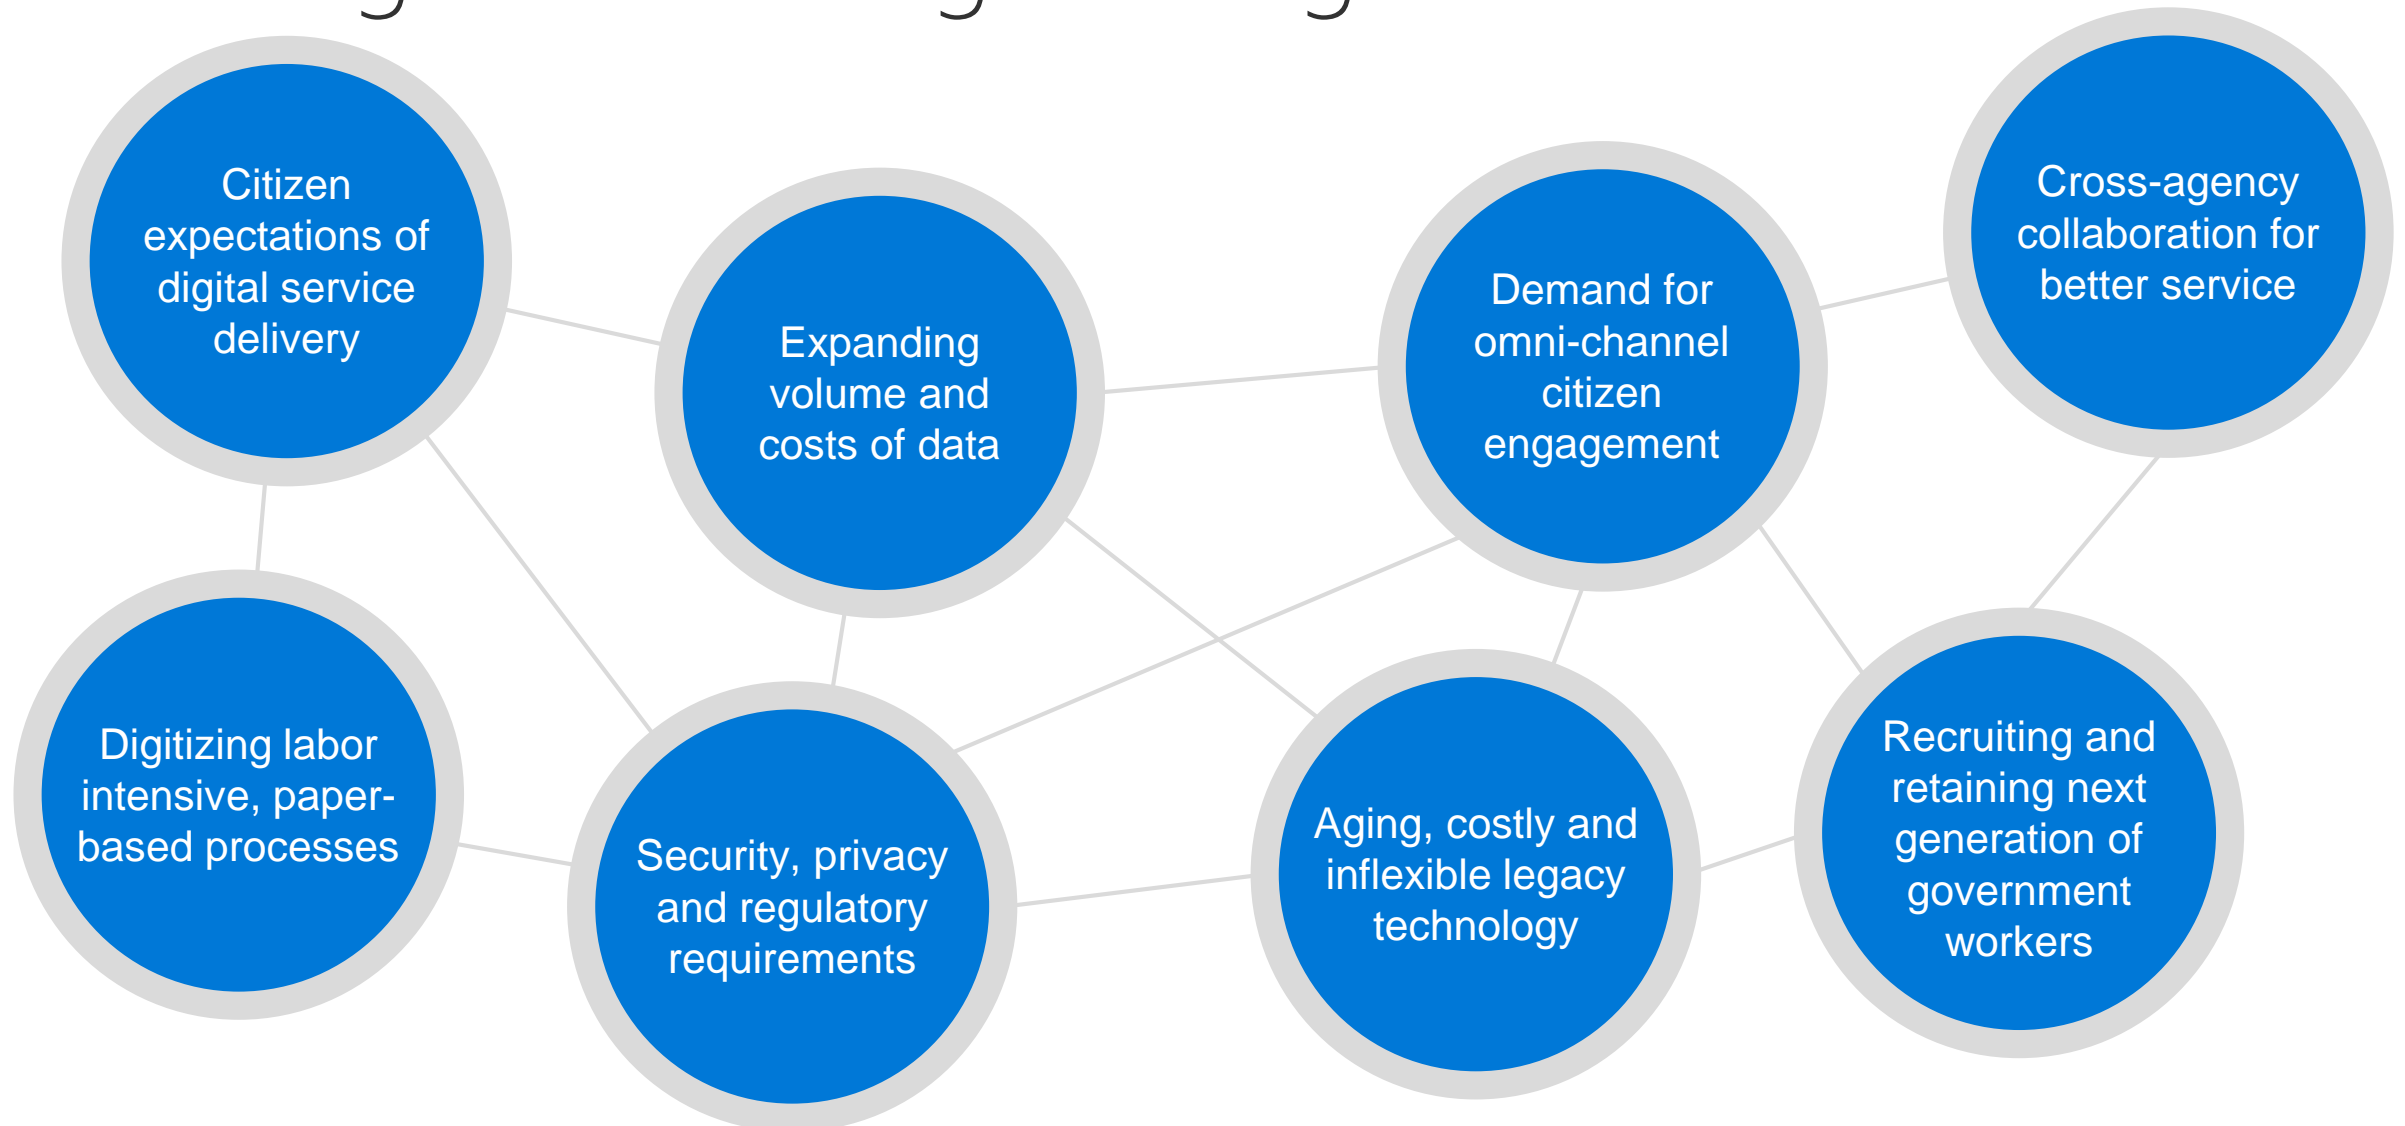 Citizen
expectations of
digital service
delivery
Expanding
volume and
costs of data
Demand for
omni-channel
citizen
engagement
Cross-agency
collaboration for
better service
Digitizing labor
intensive, paper-
based processes
Security, privacy
and regulatory
requirements
Aging, costly and
inflexible legacy
technology
Recruiting and
retaining next
generation of
government
workers